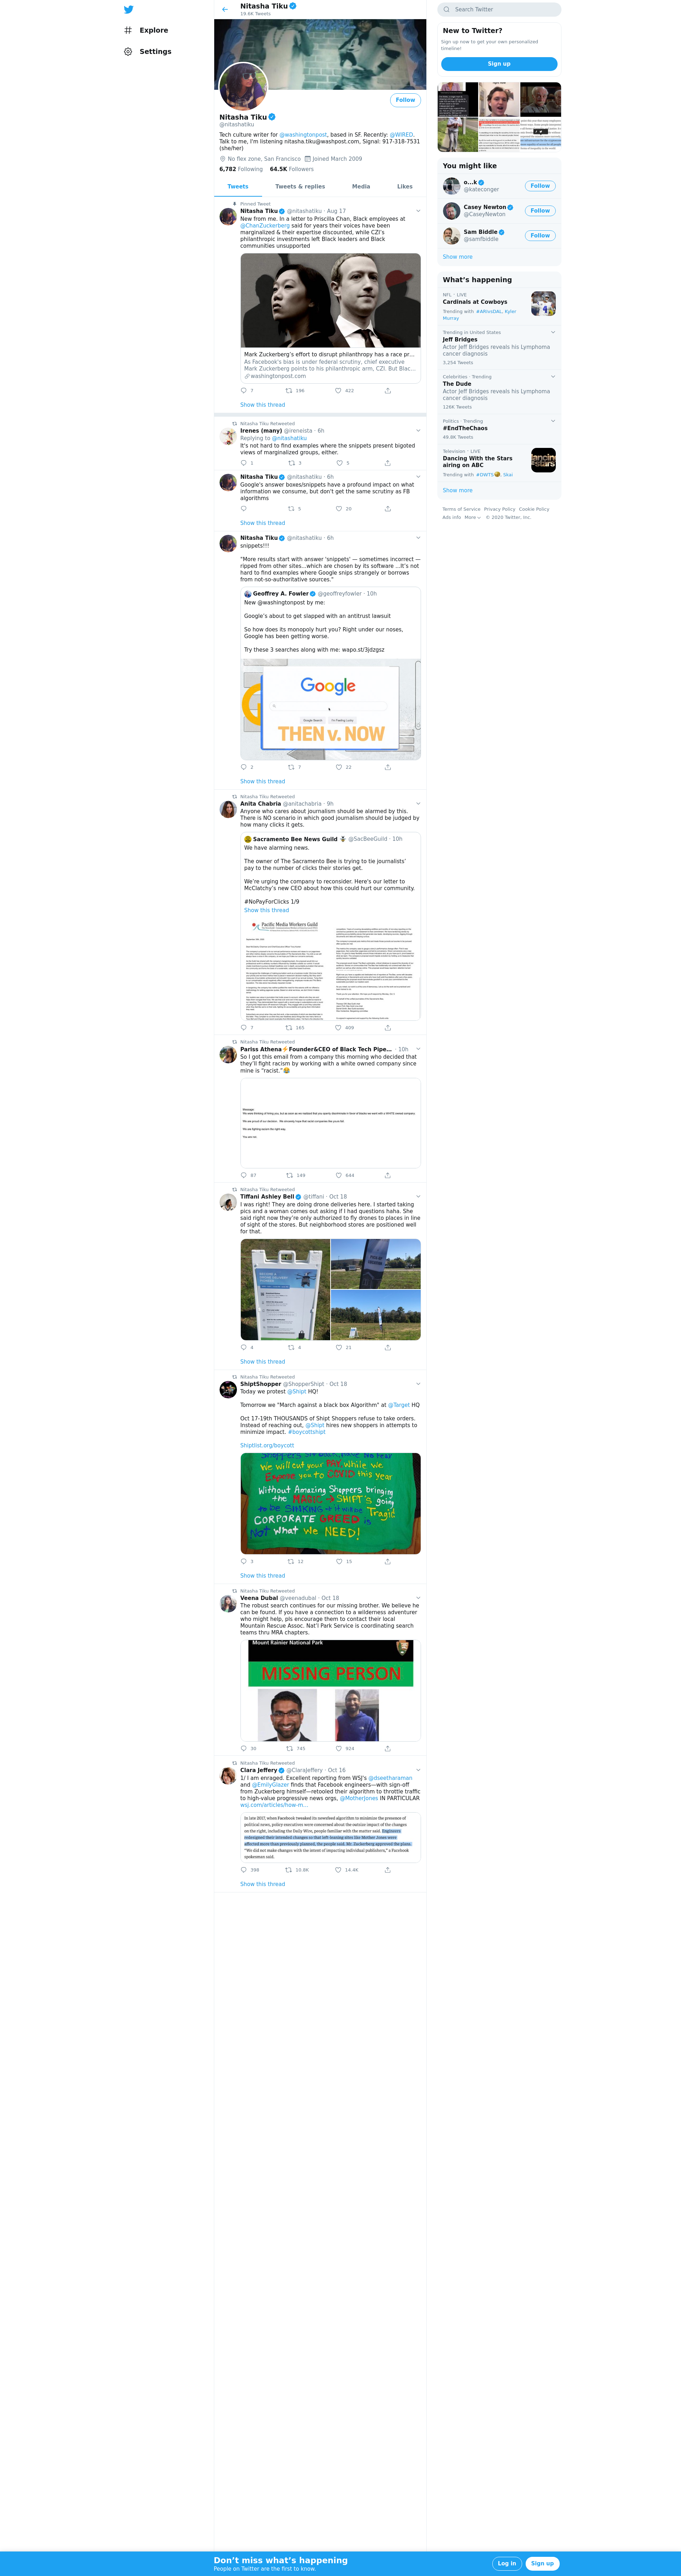 Explore
Settings
Nitasha Tiku
19.6K Tweets
Follow
Nitasha Tiku
@nitashatiku
Tech culture writer for @washingtonpost, based in SF. Recently: @WIRED.
Talk to me, I'm listening nitasha.tiku@washpost.com, Signal: 917-318-7531
(she/her)
No flex zone, San Francisco Joined March 2009
6,782 Following 64.5K Followers
Tweets Tweets & replies Media Likes
Pinned Tweet
Nitasha Tiku @nitashatiku · Aug 17
New from me. In a letter to Priscilla Chan, Black employees at
@ChanZuckerberg said for years their voices have been
marginalized & their expertise discounted, while CZI's
philanthropic investments left Black leaders and Black
communities unsupported
Mark Zuckerberg's effort to disrupt philanthropy has a race pr...
As Facebook's Bias is under federal scrutiny, chief executive
Mark Zuckerberg points to his philanthropic arm, CZI. But Blac...
washingtonpost.com
7 196 422
Show this thread
Nitasha Tiku Retweeted
Irenes (many) @ireneista · 6h
Replying to @nitashatiku
It's not hard to find examples where the snippets present bigoted
views of marginalized groups, either.
1 3 5
Nitasha Tiku @nitashatiku · 6h
Google's answer boxes/snippets have a profound impact on what
information we consume, but don't get the same scrutiny as FB
algorithms
5 20
Show this thread
Nitasha Tiku @nitashatiku · 6h
snippets!!!
"More results start with answer 'snippets' — sometimes incorrect —
ripped from other sites...which are chosen by its software ...It's not
hard to find examples where Google snips strangely or borrows
from not-so-authoritative sources."
Geoffrey A. Fowler @geoffreyfowler · 10h
New @washingtonpost by me:
Google's about to get slapped with an antitrust lawsuit
So how does its monopoly hurt you? Right under our noses,
Google has been getting worse.
Try these 3 searches along with me: wapo.st/3jdzgsz
Google
Google Search I'm Feeling Lucky
THEN v. NOW
2 7 22
Show this thread
Nitasha Tiku Retweeted
Anita Chabria @anitachabria · 9h
Anyone who cares about journalism should be alarmed by this.
There is NO scenario in which good journalism should be judged by
how many clicks it gets.
Sacramento Bee News Guild @SacBeeGuild · 10h
We have alarming news.
The owner of The Sacramento Bee is trying to tie journalists'
pay to the number of clicks their stories get.
We're urging the company to reconsider. Here's our letter to
McClatchy's new CEO about how this could hurt our community.
#NoPayForClicks 1/9
Show this thread
Pacific Media Workers Guild
7 165 409
Nitasha Tiku Retweeted
Pariss Athena⚡Founder&CEO of Black Tech Pipe... · 10h
So I got this email from a company this morning who decided that
they'll fight racism by working with a white owned company since
mine is "racist."😂
87 149 644
Nitasha Tiku Retweeted
Tiffani Ashley Bell @tiffani · Oct 18
I was right! They are doing drone deliveries here. I started taking
pics and a woman comes out asking if I had questions haha. She
said right now they're only authorized to fly drones to places in line
of sight of the stores. But neighborhood stores are positioned well
for that.
4 4 21
Show this thread
Nitasha Tiku Retweeted
ShiptShopper @ShopperShipt · Oct 18
Today we protest @Shipt HQ!
Tomorrow we "March against a black box Algorithm" at @Target HQ
Oct 17-19th THOUSANDS of Shipt Shoppers refuse to take orders.
Instead of reaching out, @Shipt hires new shoppers in attempts to
minimize impact. #boycottshipt
Shiptlist.org/boycott
we will cut PAY while we
Expose you to COVID this year
Without Amazing Shoppers bringing
the MAGIC → SHIPT'S going
CORPORATE GREED is
Not what we NEED!
3 12 15
Show this thread
Nitasha Tiku Retweeted
Veena Dubal @veenadubal · Oct 18
The robust search continues for our missing brother. We believe he
can be found. If you have a connection to a wilderness adventurer
who might help, pls encourage them to contact their local
Mountain Rescue Assoc. Nat'l Park Service is coordinating search
teams thru MRA chapters.
Mount Rainier National Park
MISSING PERSON
30 745 924
Nitasha Tiku Retweeted
Clara Jeffery @ClaraJeffery · Oct 16
1/ I am enraged. Excellent reporting from WSJ's @dseetharaman
and @EmilyGlazer finds that Facebook engineers—with sign-off
from Zuckerberg himself—retooled their algorithm to throttle traffic
to high-value progressive news orgs, @MotherJones IN PARTICULAR
wsj.com/articles/how-m...
In late 2017, when Facebook tweaked its newsfeed algorithm to minimize the presence of
political news, policy executives were concerned about the outsize impact of the changes
on the right, including the Daily Wire, people familiar with the matter said. Engineers
redesigned their intended changes so that left-leaning sites like Mother Jones were
affected more than previously planned, the people said. Mr. Zuckerberg approved the plans.
"We did not make changes with the intent of impacting individual publishers," a Facebook
spokesman said.
398 10.8K 14.4K
Show this thread
Search Twitter
New to Twitter?
Sign up now to get your own personalized
timeline!
Sign up
You might like
o...k
@kateconger
Follow
Casey Newton
@CaseyNewton
Follow
Sam Biddle
@samfbiddle
Follow
Show more
What's happening
NFL · LIVE
Cardinals at Cowboys
Trending with #ARIvsDAL, Kyler
Murray
Trending in United States
Jeff Bridges
Actor Jeff Bridges reveals his Lymphoma
cancer diagnosis
3,254 Tweets
Celebrities · Trending
The Dude
Actor Jeff Bridges reveals his Lymphoma
cancer diagnosis
116K Tweets
Politics · Trending
#EndTheChaos
49.9K Tweets
Television · LIVE
Dancing With the Stars
airing on ABC
Trending with #DWTS, Skai
Show more
Terms of Service Privacy Policy Cookie Policy
Ads info More © 2020 Twitter, Inc.
Don't miss what's happening
People on Twitter are the first to know.
Log in Sign up